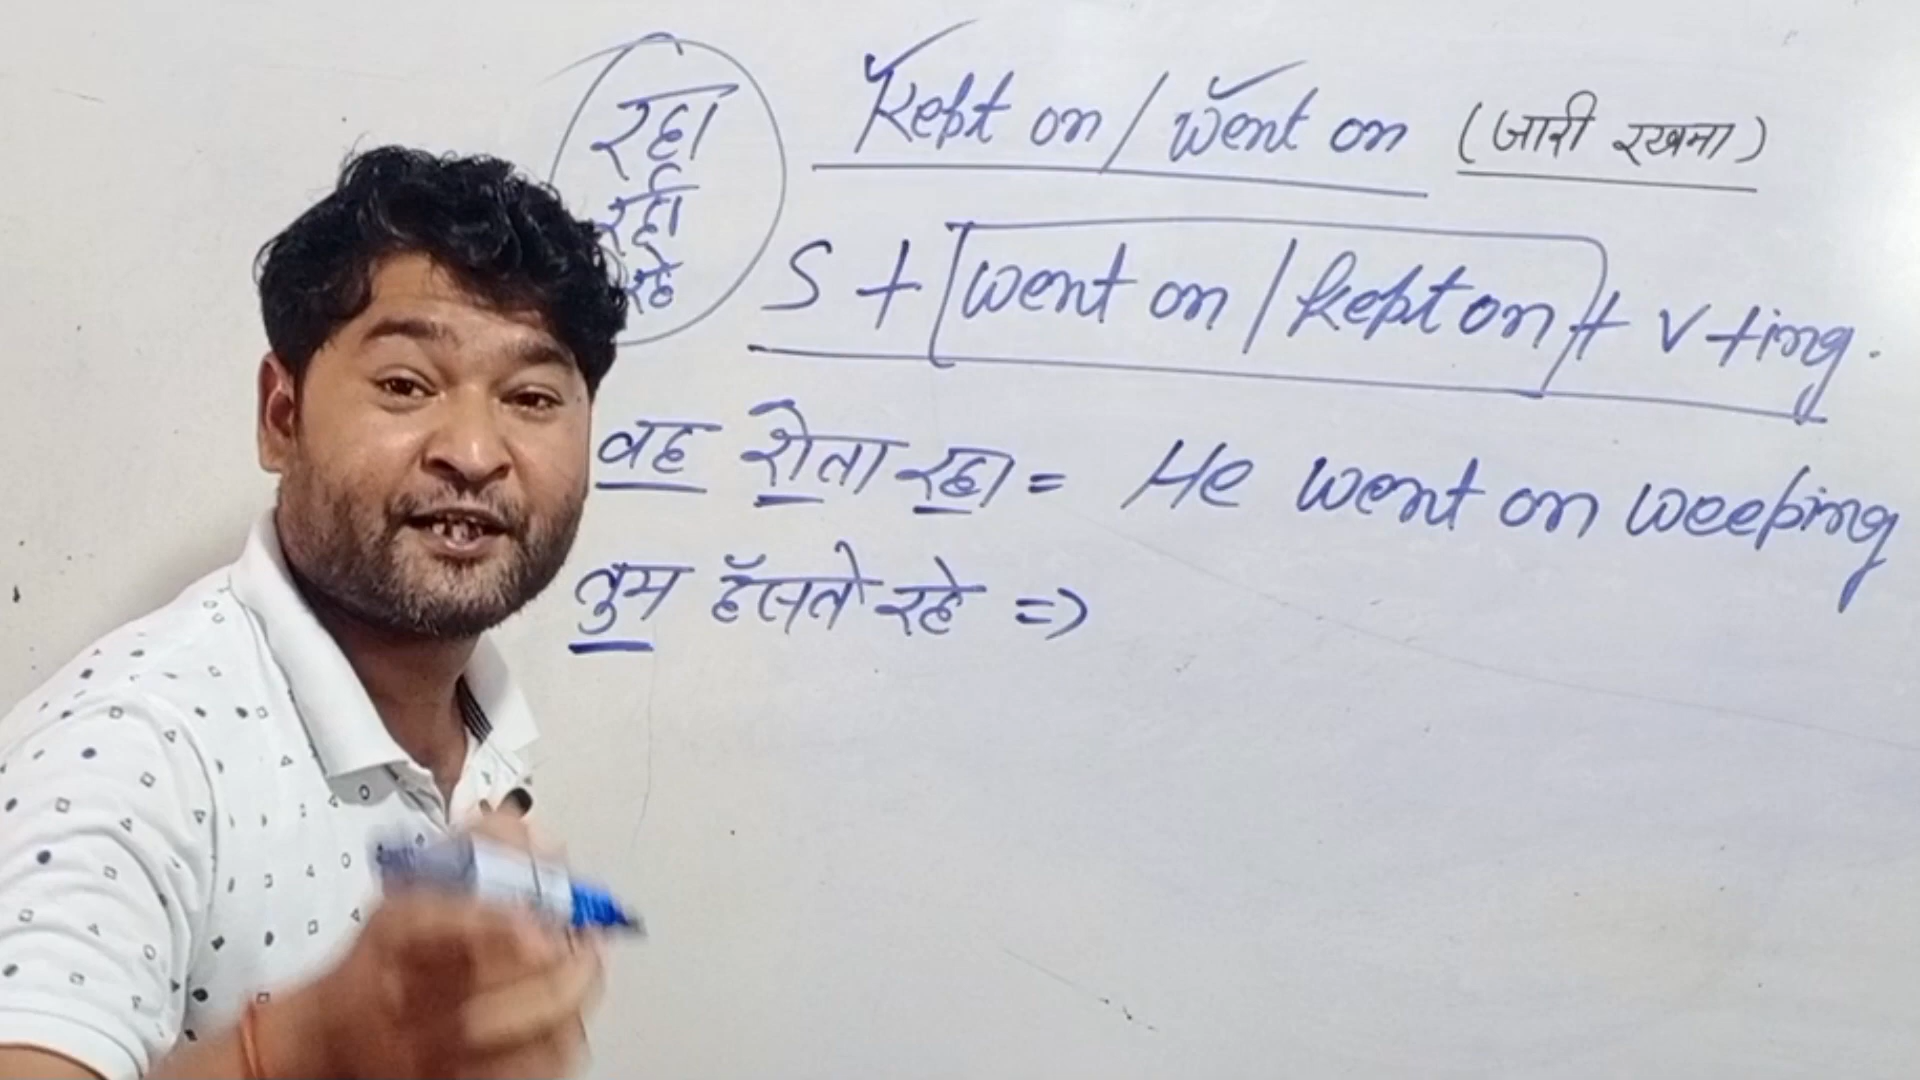 रहा
रही
रहे
Kept on / Went on (जारी रखना)
S + [went on / kept on] + V + ing.
वह रोता रहा = He went on weeping
तुम हँसते रहे =>